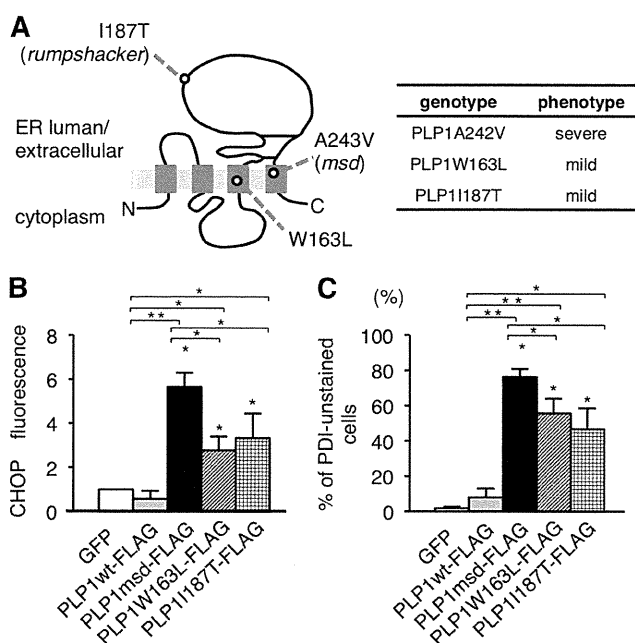 A
I187T
(rumpshacker)
ER luman/
extracellular
A243V
(msd)
cytoplasm
N
C
W163L
genotype phenotype
PLP1A242V severe
PLP1W163L mild
PLP1I187T mild
B
CHOP fluorescence
8
6
4
2
0
*
*
**
*
*
*
*
*
GFP
PLP1wt-FLAG
PLP1msd-FLAG
PLP1W163L-FLAG
PLP1I187T-FLAG
C
(%)
% of PDI-unstained
cells
100
80
60
40
20
0
*
**
**
*
*
*
*
*
GFP
PLP1wt-FLAG
PLP1msd-FLAG
PLP1W163L-FLAG
PLP1I187T-FLAG